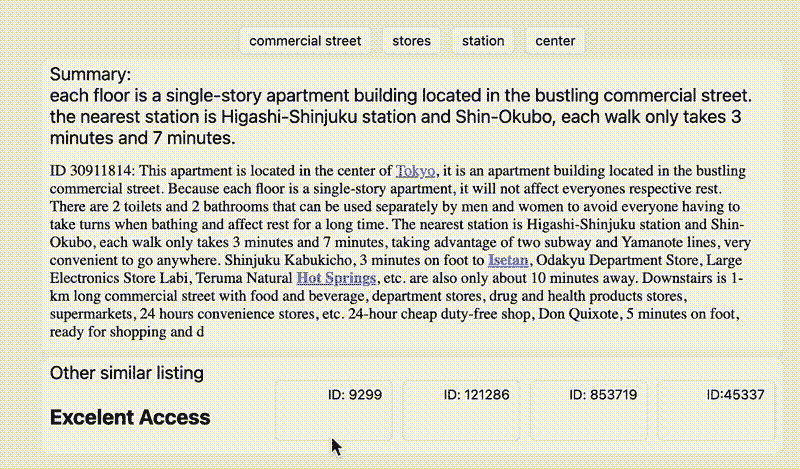 commercial street stores station center
Summary:
each floor is a single-story apartment building located in the bustling commercial street.
the nearest station is Higashi-Shinjuku station and Shin-Okubo, each walk only takes 3
minutes and 7 minutes.
ID 30911814: This apartment is located in the center of Tokyo, it is an apartment building located in the bustling
commercial street. Because each floor is a single-story apartment, it will not affect everyones respective rest.
There are 2 toilets and 2 bathrooms that can be used separately by men and women to avoid everyone having to
take turns when bathing and affect rest for a long time. The nearest station is Higashi-Shinjuku station and Shin-
Okubo, each walk only takes 3 minutes and 7 minutes, taking advantage of two subway and Yamanote lines, very
convenient to go anywhere. Shinjuku Kabukicho, 3 minutes on foot to Isetan, Odakyu Department Store, Large
Electronics Store Labi, Teruma Natural Hot Springs, etc. are also only about 10 minutes away. Downstairs is 1-
km long commercial street with food and beverage, department stores, drug and health products stores,
supermarkets, 24 hours convenience stores, etc. 24-hour cheap duty-free shop, Don Quixote, 5 minutes on foot,
ready for shopping and d
Other similar listing
Excelent Access
ID: 9299 ID: 121286 ID: 853719 ID:45337